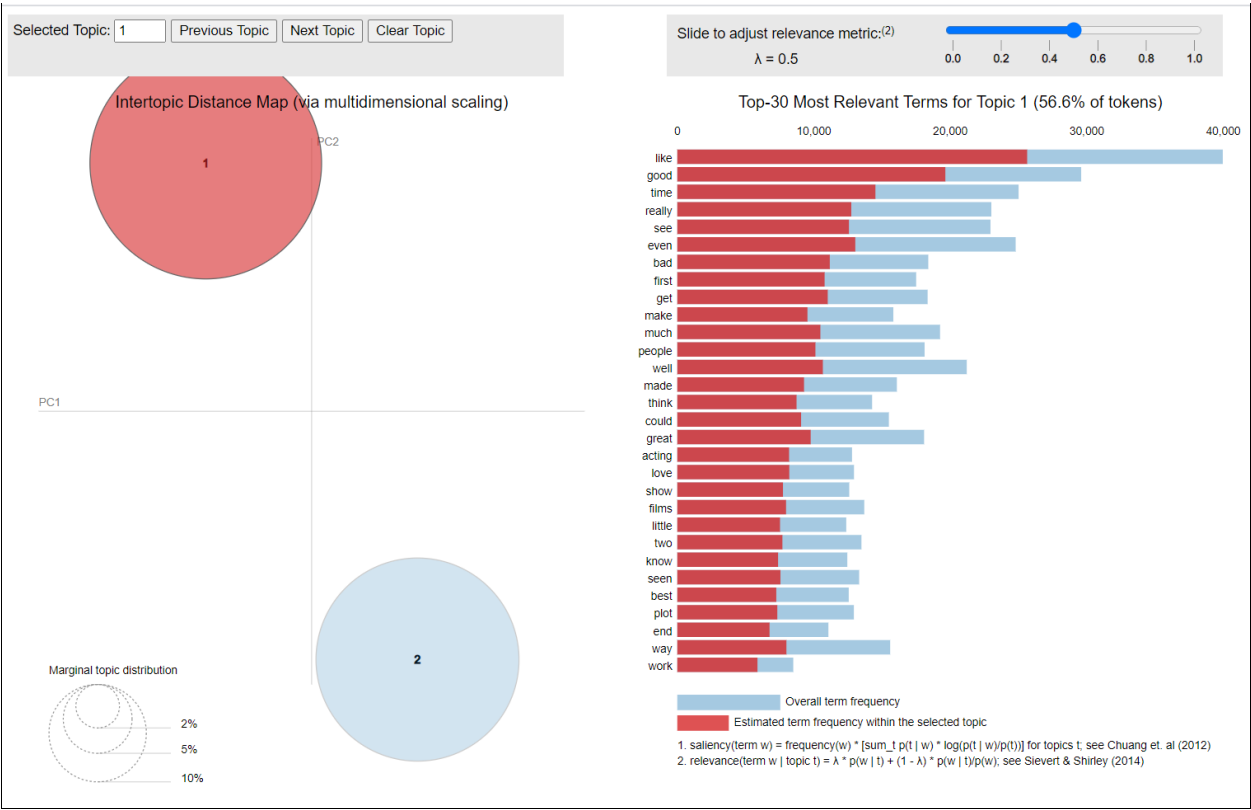 Selected Topic: 1 Previous Topic Next Topic Clear Topic
Slide to adjust relevance metric:(2)
λ = 0.5
0.0 0.2 0.4 0.6 0.8 1.0
Intertopic Distance Map (via multidimensional scaling)
PC2
1
PC1
2
Marginal topic distribution
2%
5%
10%
Top-30 Most Relevant Terms for Topic 1 (56.6% of tokens)
0 10,000 20,000 30,000 40,000
like
good
time
really
see
even
bad
first
get
make
much
people
well
made
think
could
great
acting
love
show
films
little
two
know
seen
best
plot
end
way
work
Overall term frequency
Estimated term frequency within the selected topic
1. saliency(term w) = frequency(w) * [sum_t p(t | w) * log(p(t | w)/p(t))] for topics t; see Chuang et. al (2012)
2. relevance(term w | topic t) = λ * p(w | t) + (1 - λ) * p(w | t)/p(w); see Sievert & Shirley (2014)